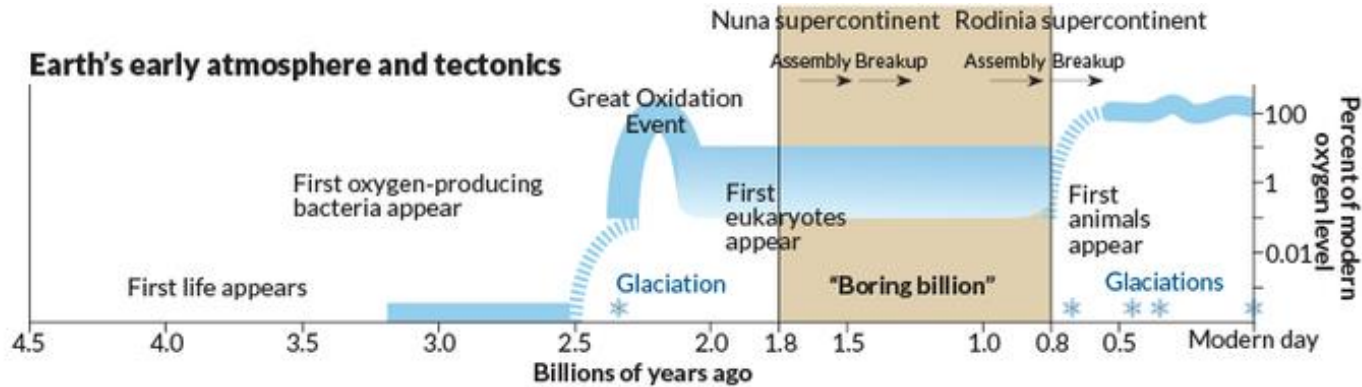 Nuna supercontinent
Rodinia supercontinent
Earth's early atmosphere and tectonics
Assembly Breakup
Assembly Breakup
Great Oxidation
Event
100
First oxygen-producing
bacteria appear
First
eukaryotes
appear
First
animals
appear
1
0.01
Percent of modern
oxygen level
First life appears
Glaciation
"Boring billion"
Glaciations
4.5
4.0
3.5
3.0
2.5
2.0
1.8
1.5
1.0
0.8
0.5
Modern day
Billions of years ago